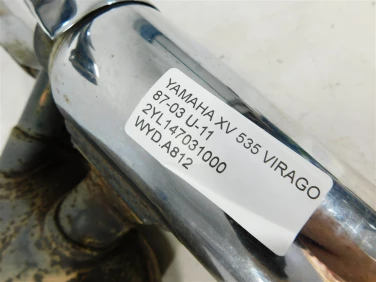 YAMAHA XV 535 VIRAGO
87-03 U-11
2YL147031000
WYD.A812